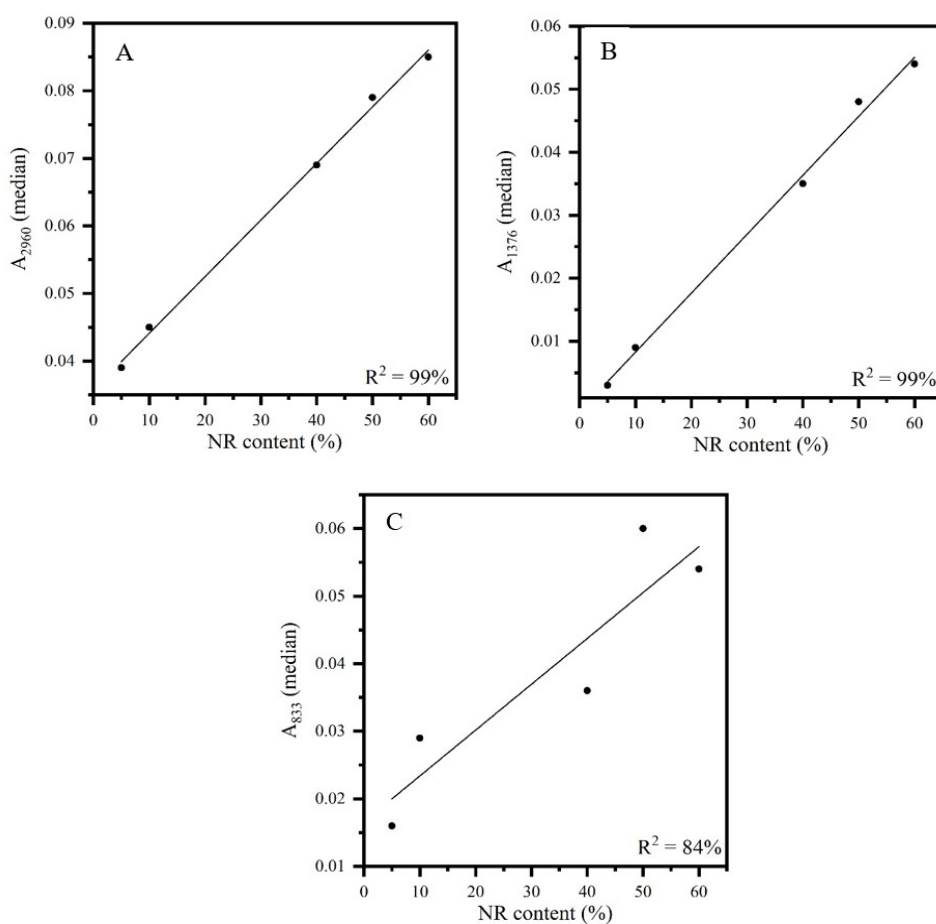 A
0.09
0.08
0.07
0.06
0.05
0.04
A₂₉₆₀ (median)
0 10 20 30 40 50 60
NR content (%)
R² = 99%
B
0.06
0.05
0.04
0.03
0.02
0.01
A₁₃₇₆ (median)
0 10 20 30 40 50 60
NR content (%)
R² = 99%
C
0.06
0.05
0.04
0.03
0.02
0.01
A₈₃₃ (median)
0 10 20 30 40 50 60
NR content (%)
R² = 84%